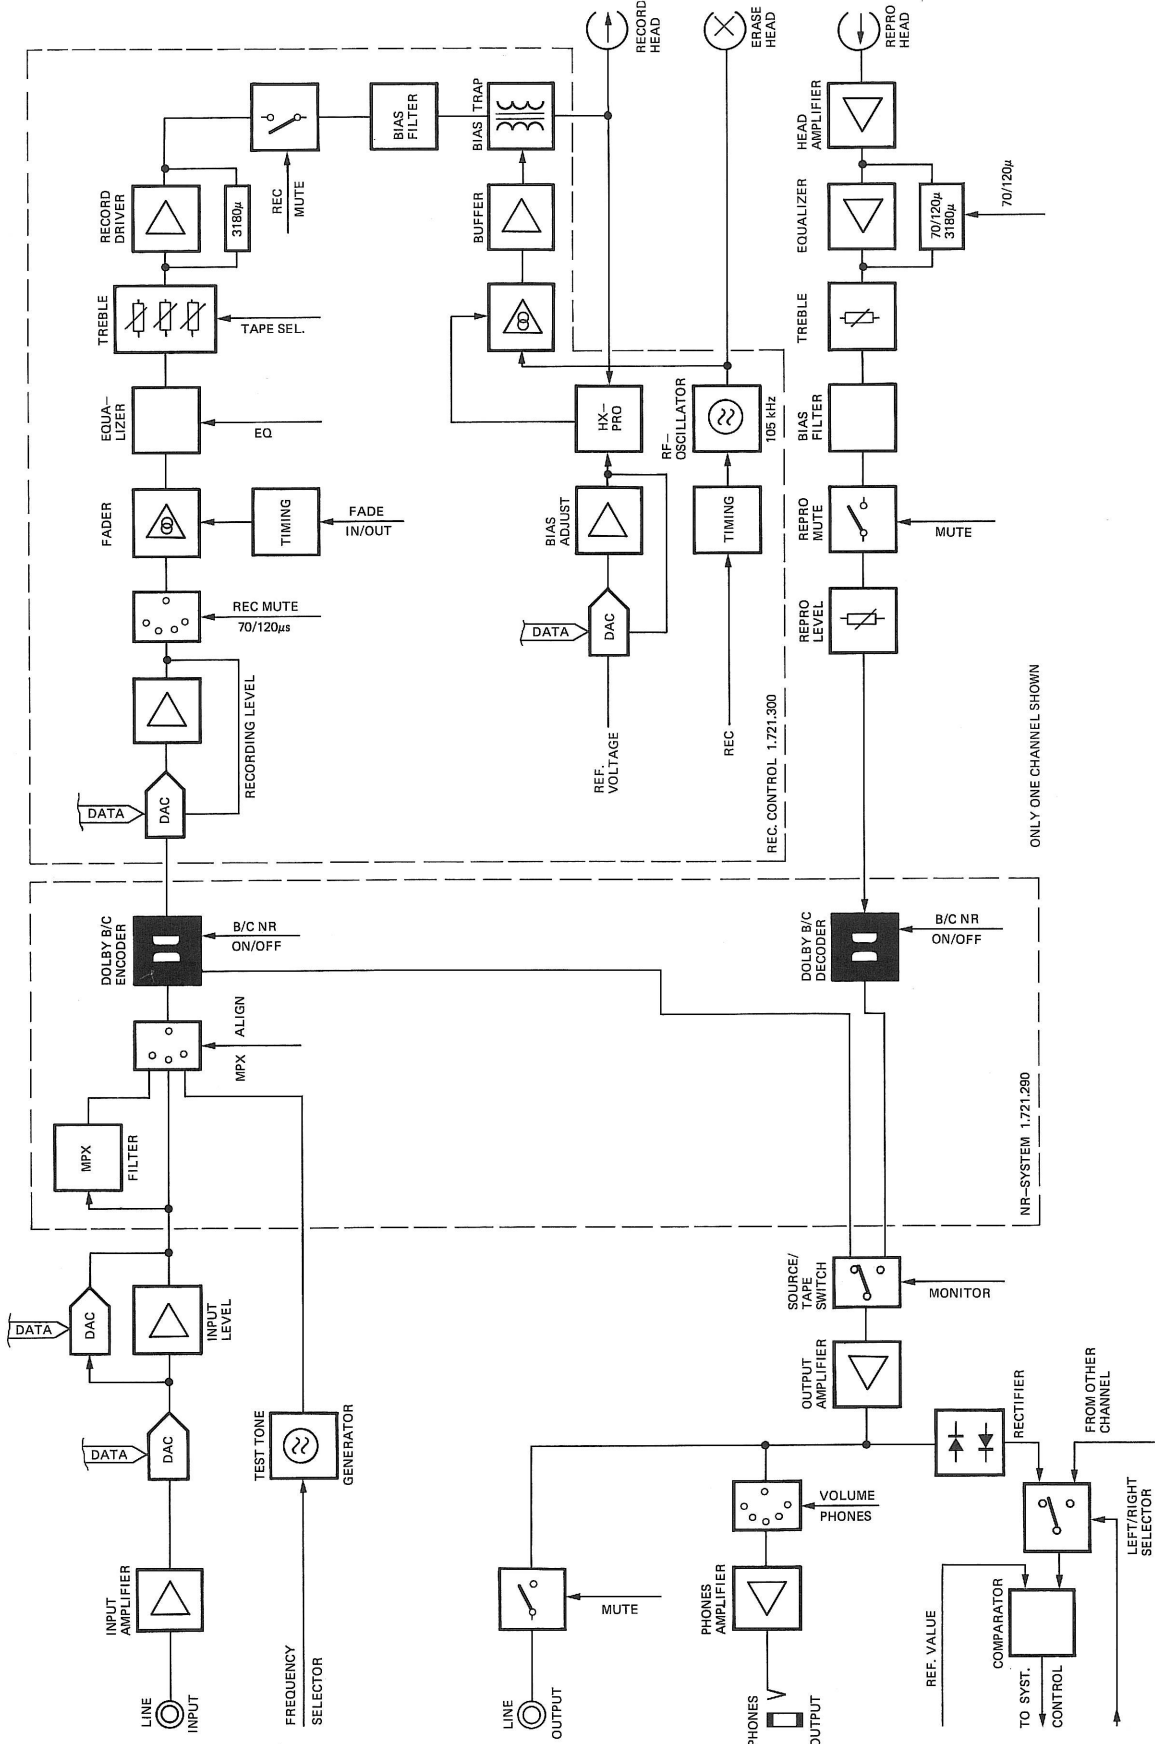 RECORD
HEAD
ERASE
HEAD
REPRO
HEAD
BIAS TRAP
BIAS
FILTER
REC
MUTE
RECORD
DRIVER
3180µ
BUFFER
HEAD
AMPLIFIER
EQUALIZER
70/120µ
3180µ
70/120µ
TREBLE
TAPE SEL.
TREBLE
EQUA–
LIZER
EQ
HX–
PRO
RF–
OSCILLATOR
105 kHz
BIAS
FILTER
FADER
TIMING
FADE
IN/OUT
BIAS
ADJUST
TIMING
REPRO
MUTE
MUTE
REC MUTE
70/120µs
DATA
DAC
REPRO
LEVEL
RECORDING LEVEL
REF.
VOLTAGE
REC
REC. CONTROL 1.721.300
DATA
DAC
ONLY ONE CHANNEL SHOWN
DOLBY B/C
ENCODER
B/C NR
ON/OFF
DOLBY B/C
DECODER
B/C NR
ON/OFF
MPX ALIGN
MPX
FILTER
NR–SYSTEM 1.721.290
DATA
DAC
INPUT
LEVEL
SOURCE/
TAPE
SWITCH
MONITOR
OUTPUT
AMPLIFIER
DATA
DAC
TEST TONE
GENERATOR
RECTIFIER
FROM OTHER
CHANNEL
VOLUME
PHONES
LEFT/RIGHT
SELECTOR
INPUT
AMPLIFIER
MUTE
PHONES
AMPLIFIER
REF. VALUE
COMPARATOR
LINE
INPUT
FREQUENCY
SELECTOR
LINE
OUTPUT
PHONES
OUTPUT
TO SYST.
CONTROL